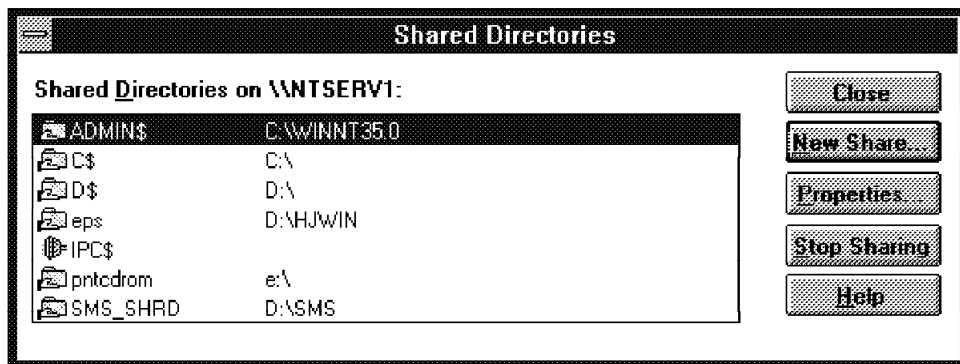 Shared Directories
Shared Directories on \\NTSERV1:
ADMIN$ C:\WINNT35.0
C$ C:\
D$ D:\
eps D:\HJWIN
IPC$
pntcdrom e:\
SMS_SHRD D:\SMS
Close
New Share...
Properties...
Stop Sharing
Help